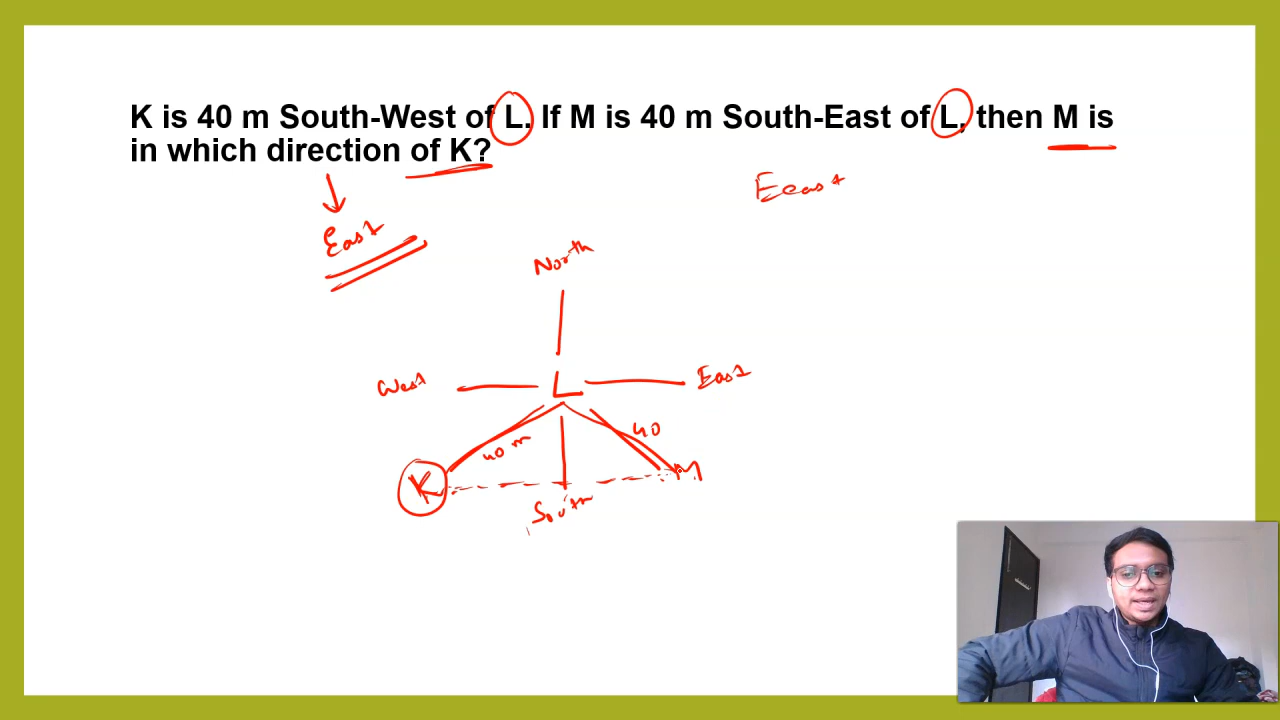 K is 40 m South-West of L. If M is 40 m South-East of L, then M is
in which direction of K?
Eeast
East
North
West
L
East
40 m
40
K
M
South